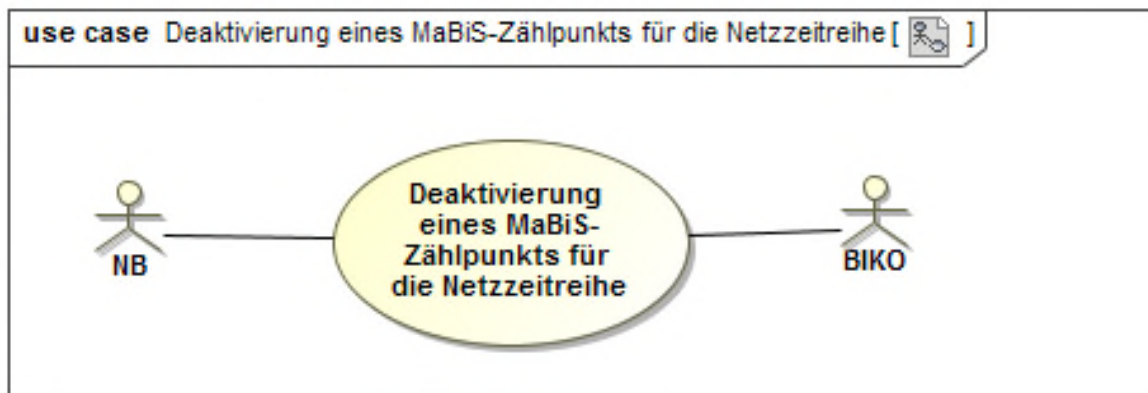 use case Deaktivierung eines MaBiS-Zählpunkts für die Netzzeitreihe [ ]
Deaktivierung
eines MaBiS-
Zählpunkts für
die Netzzeitreihe
NB
BIKO